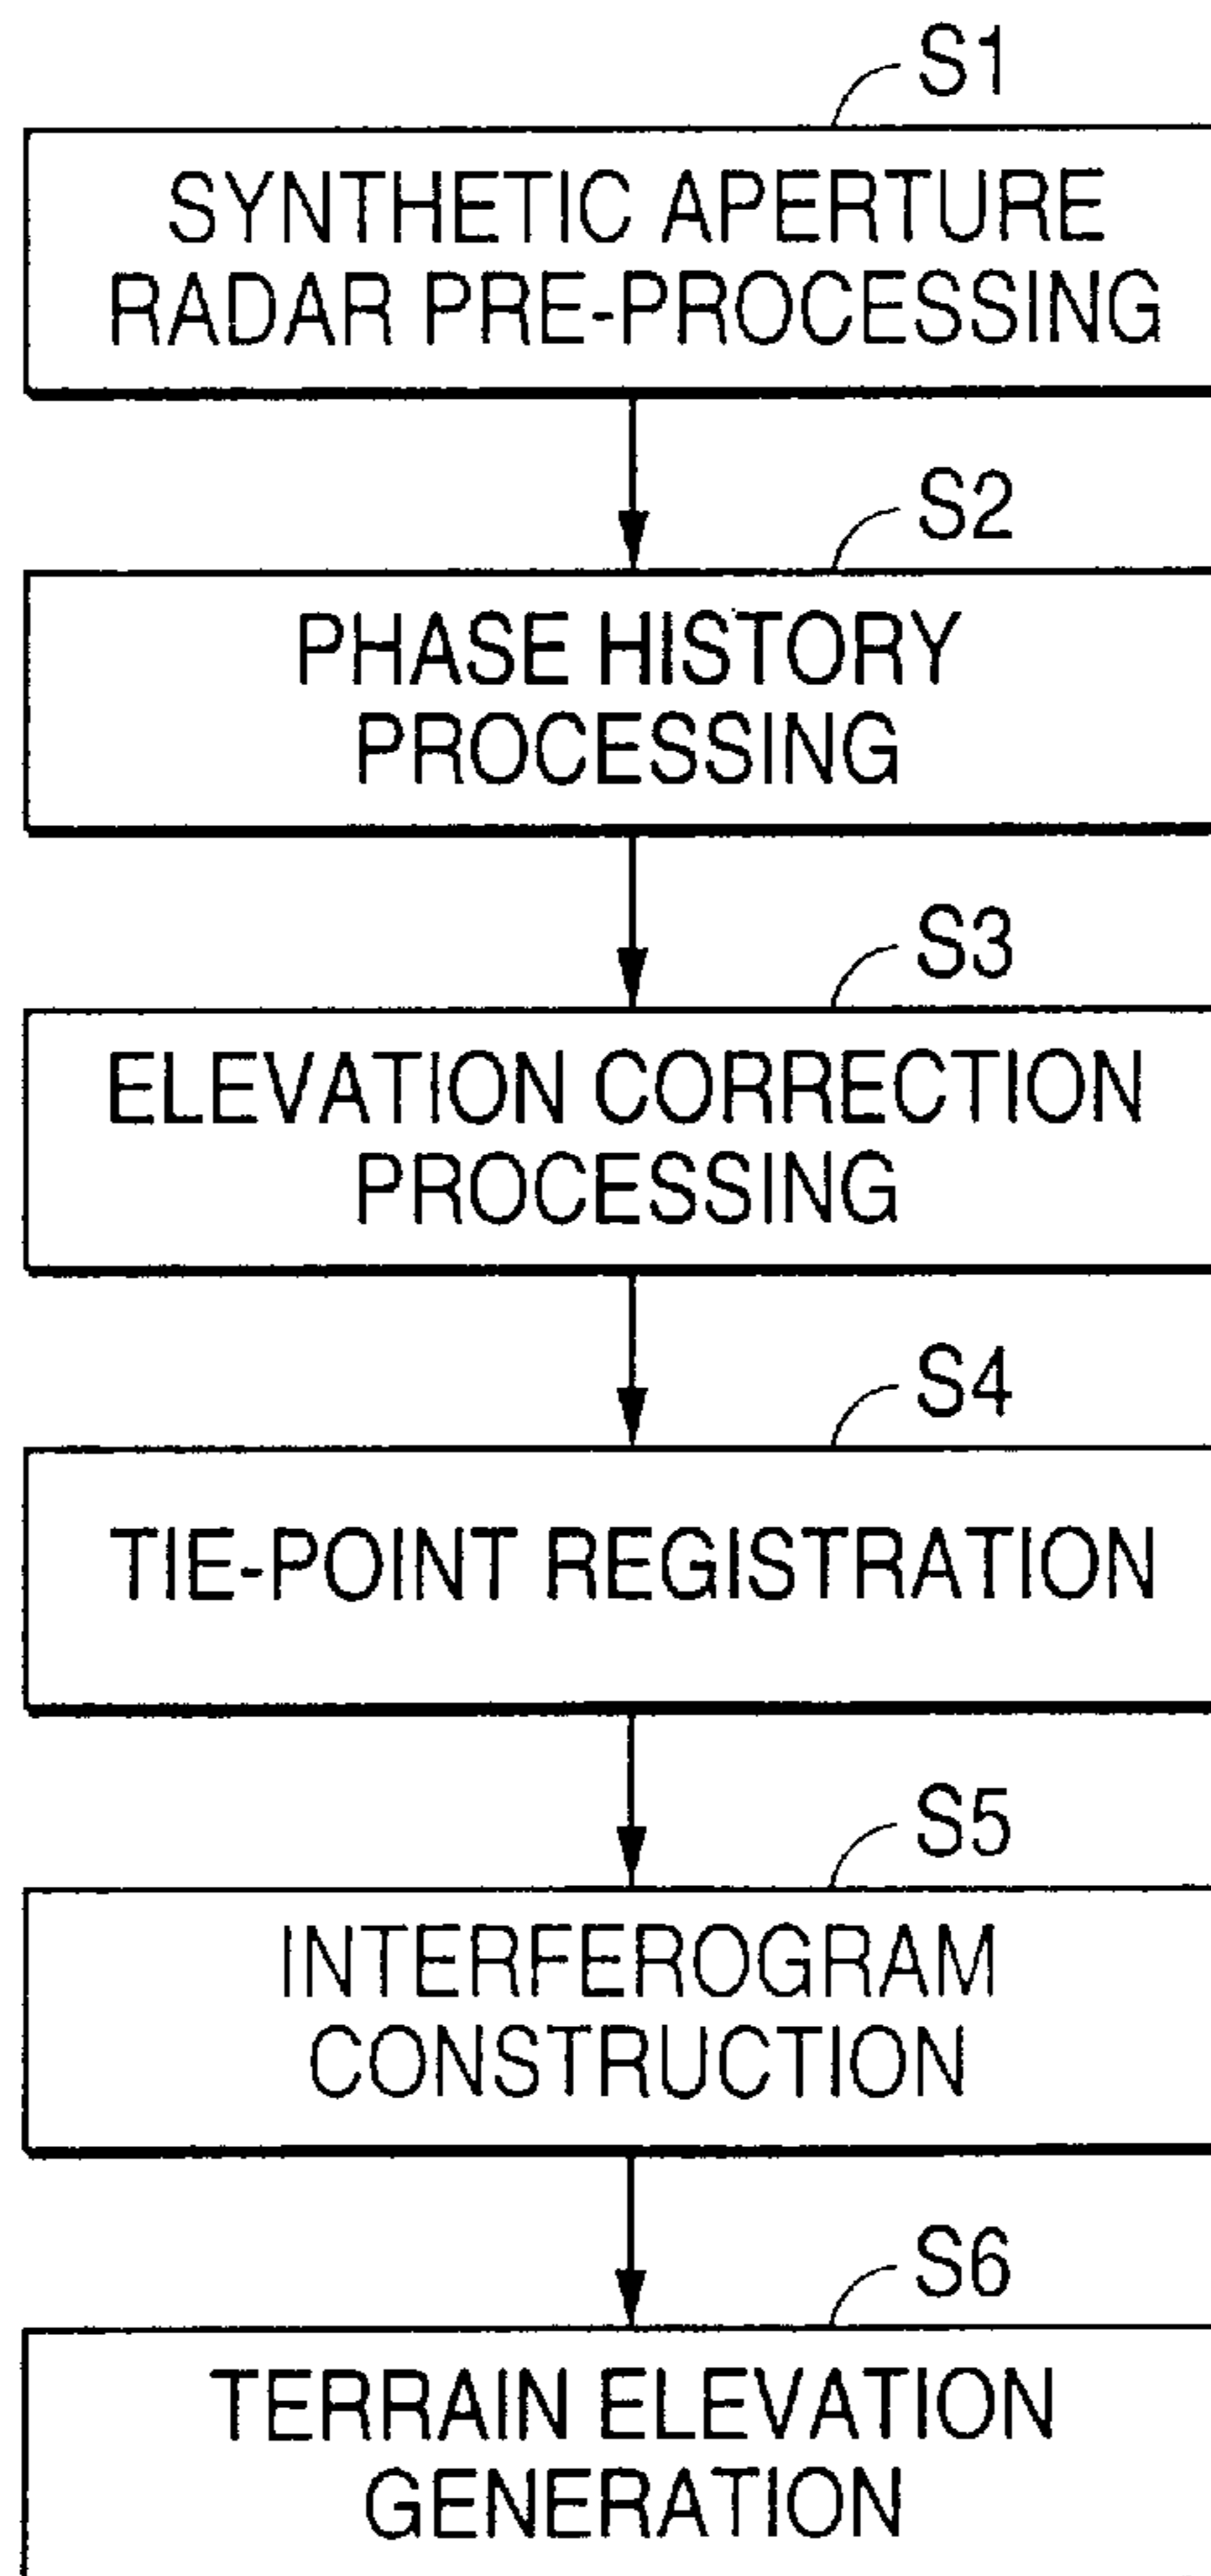 S1
SYNTHETIC APERTURE
RADAR PRE-PROCESSING
S2
PHASE HISTORY
PROCESSING
S3
ELEVATION CORRECTION
PROCESSING
S4
TIE-POINT REGISTRATION
S5
INTERFEROGRAM
CONSTRUCTION
S6
TERRAIN ELEVATION
GENERATION